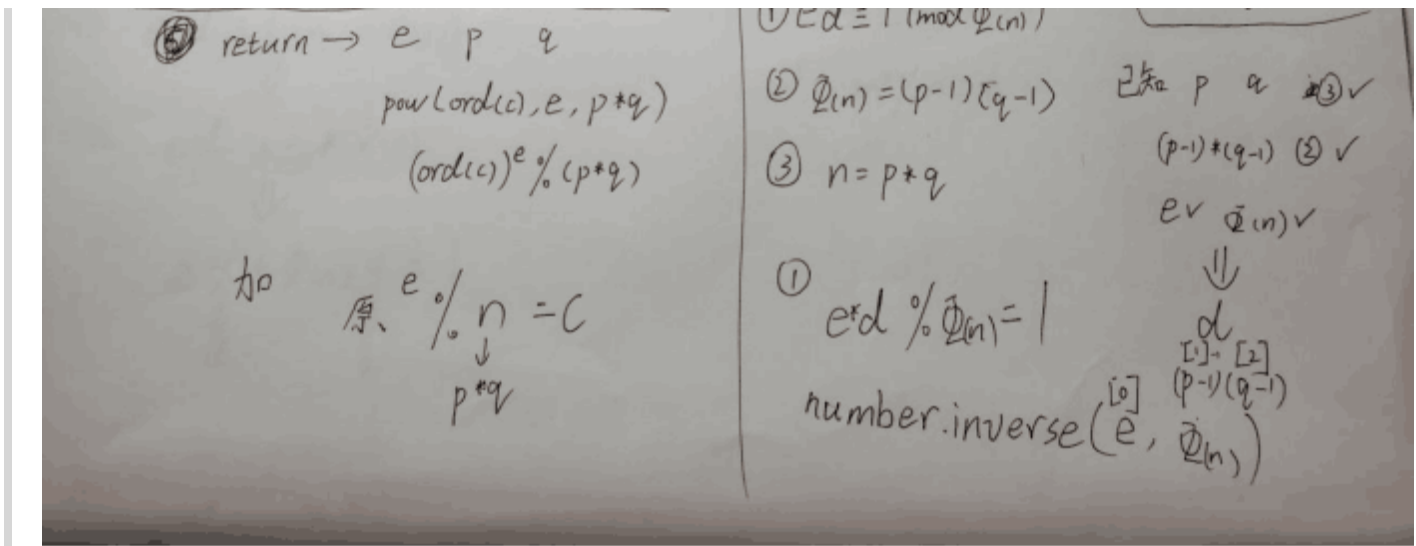 ⑤ return → e p q
pow(ord(c), e, p*q)
(ord(c))^e % (p*q)
加 原^e % n = C
↓
p*q
① ed ≡ 1 (mod Φ(n))
② Φ(n) = (p-1)(q-1)
③ n = p*q
已知 p q ③ ✓
(p-1)*(q-1) ② ✓
e ✓ Φ(n) ✓
⇓
d
① e*d % Φ(n) = 1
[1]- [2]
[0] (p-1)(q-1)
number.inverse(e, Φ(n))